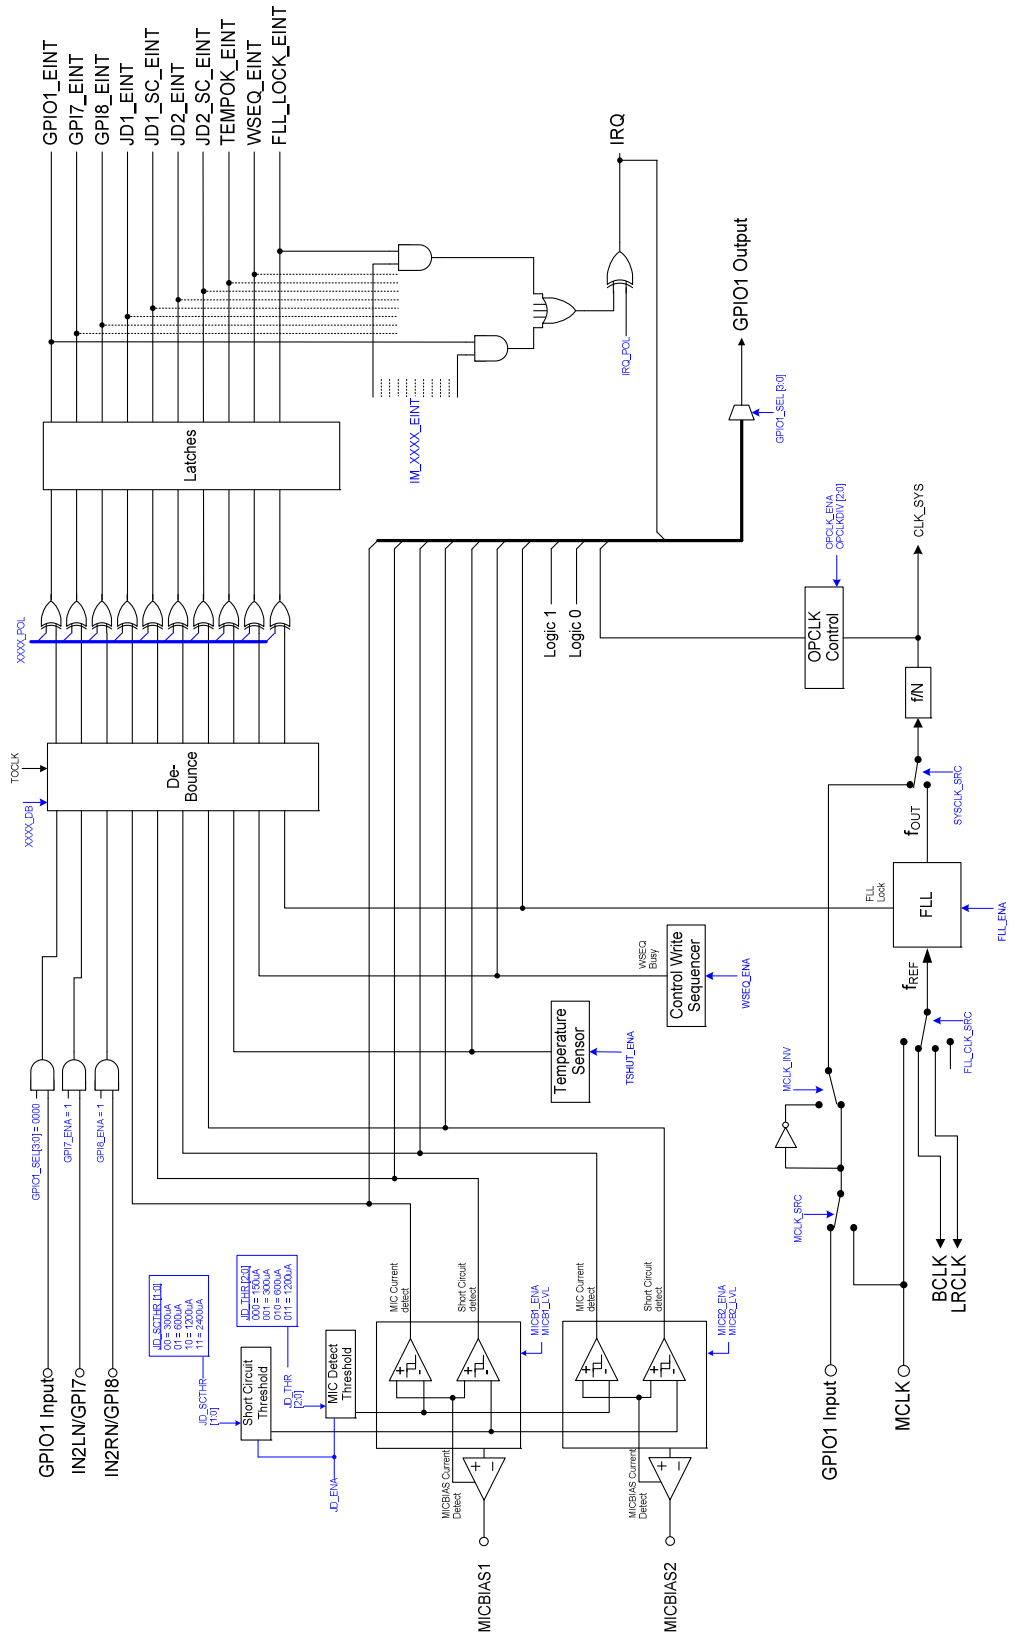 GPIO1_EINT
GPI7_EINT
GPI8_EINT
JD1_EINT
JD1_SC_EINT
JD2_EINT
JD2_SC_EINT
TEMPOK_EINT
WSEQ_EINT
FLL_LOCK_EINT
IRQ
GPIO1 Output
IRQ_POL
GPIO1_SEL [3:0]
IM_XXXX_EINT
Latches
CLK_SYS
OPCLK_ENA
OPCLKDIV [2:0]
OPCLK
Control
Logic 1
Logic 0
XXXX_POL
f/N
TOCLK
XXXX_DB
De-
Bounce
SYSCLK_SRC
fOUT
FLL
Lock
FLL
FLL_ENA
fREF
FLL_CLK_SRC
WSEQ
Busy
Control Write
Sequencer
WSEQ_ENA
Temperature
Sensor
TSHUT_ENA
MCLK_INV
MCLK_SRC
GPIO1_SEL[3:0] = 0000
GPI7_ENA = 1
GPI8_ENA = 1
BCLK
LRCLK
JD_SCTHR [1:0]
00 = 300uA
01 = 600uA
10 = 1200uA
11 = 2400uA
JD_THR [2:0]
000 = 150uA
001 = 300uA
010 = 600uA
011 = 1200uA
MIC Current
detect
Short Circuit
detect
MICB1_ENA
MICB1_LVL
MIC Current
detect
Short Circuit
detect
MICB2_ENA
MICB2_LVL
JD_SCTHR
[1:0]
Short Circuit
Threshold
JD_THR
[2:0]
MIC Detect
Threshold
JD_ENA
GPIO1 Input
IN2LN/GPI7
IN2RN/GPI8
MICBIAS Current
Detect
MICBIAS Current
Detect
MICBIAS1
MICBIAS2
GPIO1 Input
MCLK